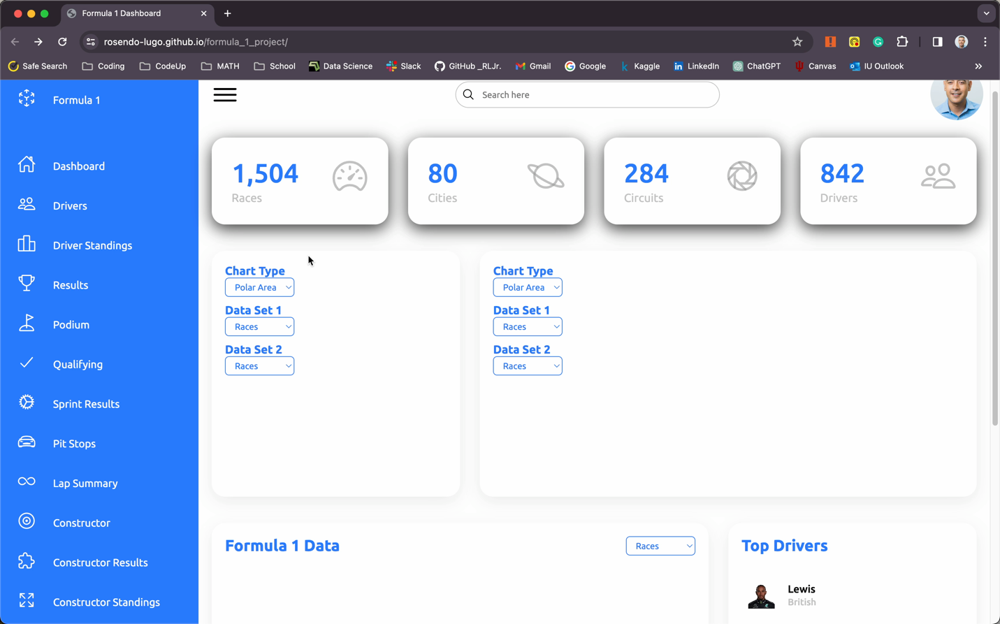 Formula 1 Dashboard
rosendo-lugo.github.io/formula_1_project/
Safe Search Coding CodeUp MATH School Data Science Slack GitHub _RLJr. Gmail Google Kaggle LinkedIn ChatGPT Canvas IU Outlook
Formula 1
Dashboard
Drivers
Driver Standings
Results
Podium
Qualifying
Sprint Results
Pit Stops
Lap Summary
Constructor
Constructor Results
Constructor Standings
Search here
1,504
Races
80
Cities
284
Circuits
842
Drivers
Chart Type
Polar Area
Data Set 1
Races
Data Set 2
Races
Chart Type
Polar Area
Data Set 1
Races
Data Set 2
Races
Formula 1 Data
Races
Top Drivers
Lewis
British